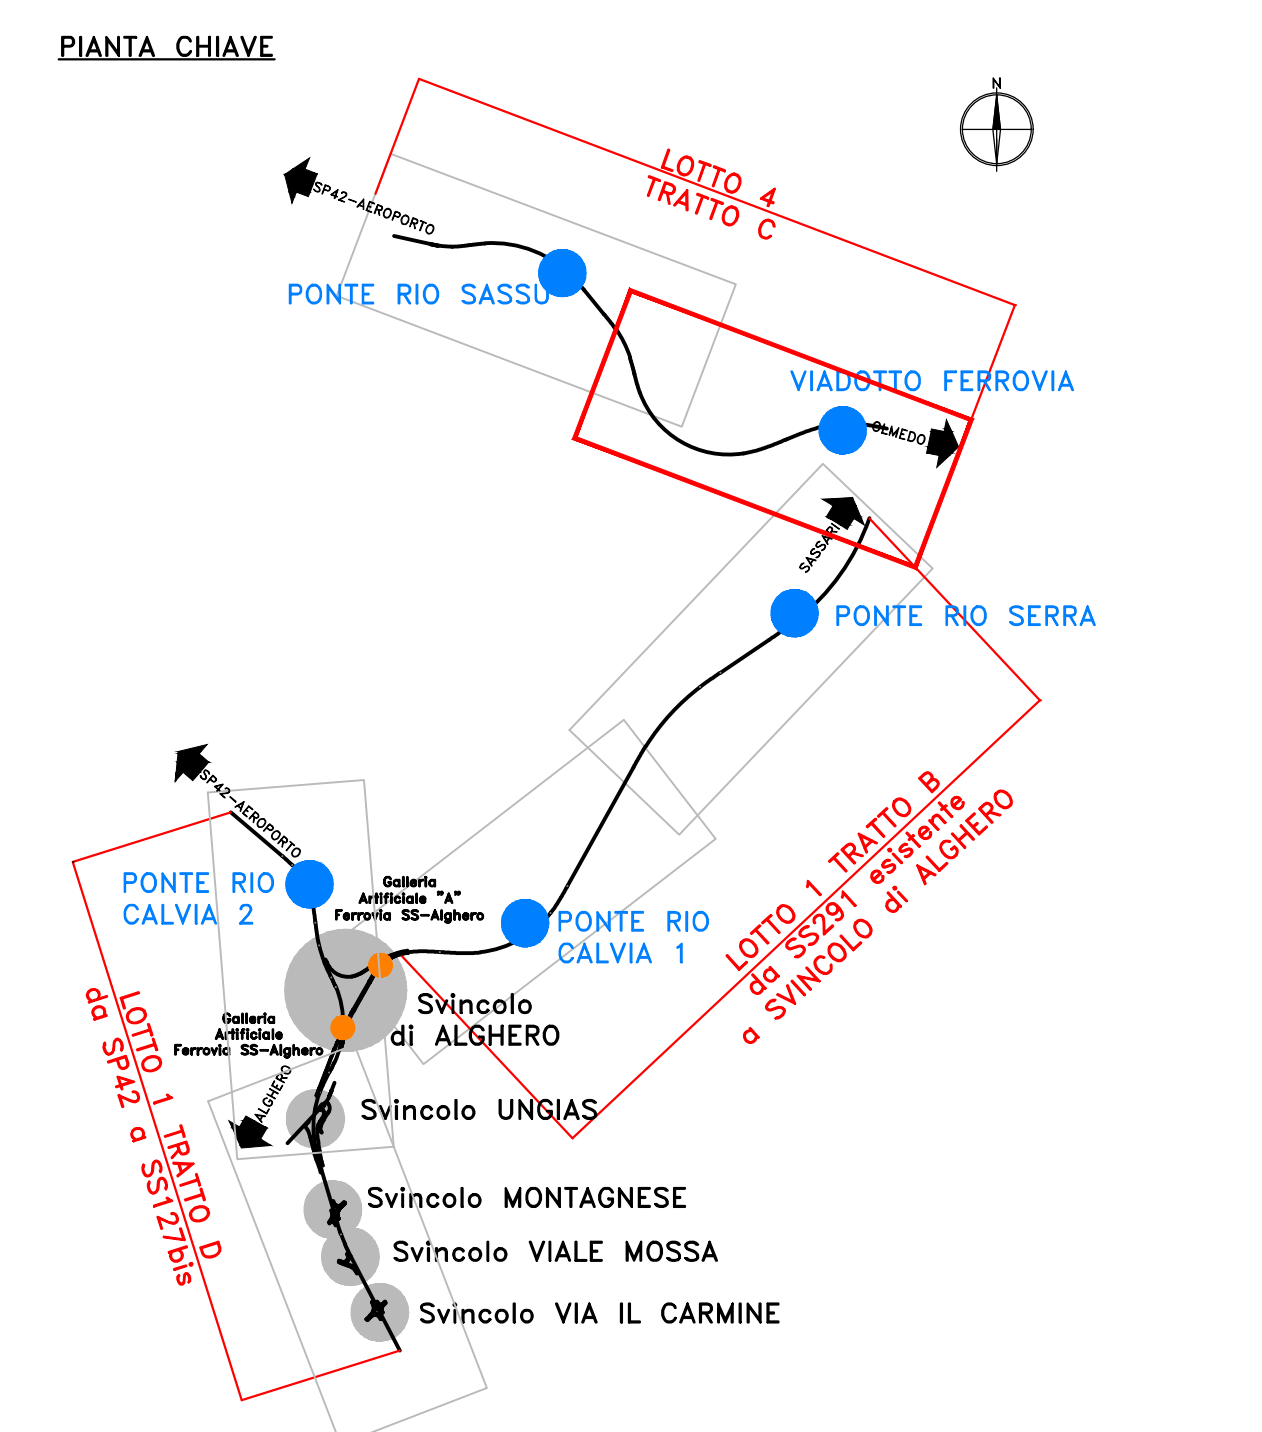 PIANTA CHIAVE
N
LOTTO 4
TRATTO C
SP42-AEROPORTO
PONTE RIO SASSU
VIADOTTO FERROVIA
OLMEDO
SASSARI
PONTE RIO SERRA
SP42-AEROPORTO
LOTTO 1 TRATTO B
da SS291 esistente
a SVINCOLO di ALGHERO
PONTE RIO
CALVIA 2
Galleria
Artificiale "A"
Ferrovia SS-Alghero
PONTE RIO
CALVIA 1
Svincolo
di ALGHERO
Galleria
Artificiale
Ferrovia SS-Alghero
LOTTO 1 TRATTO D
da SP42 a SS127bis
ALGHERO
Svincolo UNGIAS
Svincolo MONTAGNESE
Svincolo VIALE MOSSA
Svincolo VIA IL CARMINE